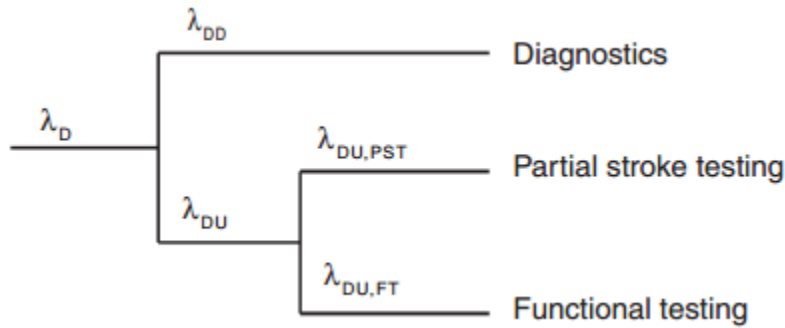 λDD
Diagnostics
λD
λDU,PST
Partial stroke testing
λDU
λDU,FT
Functional testing